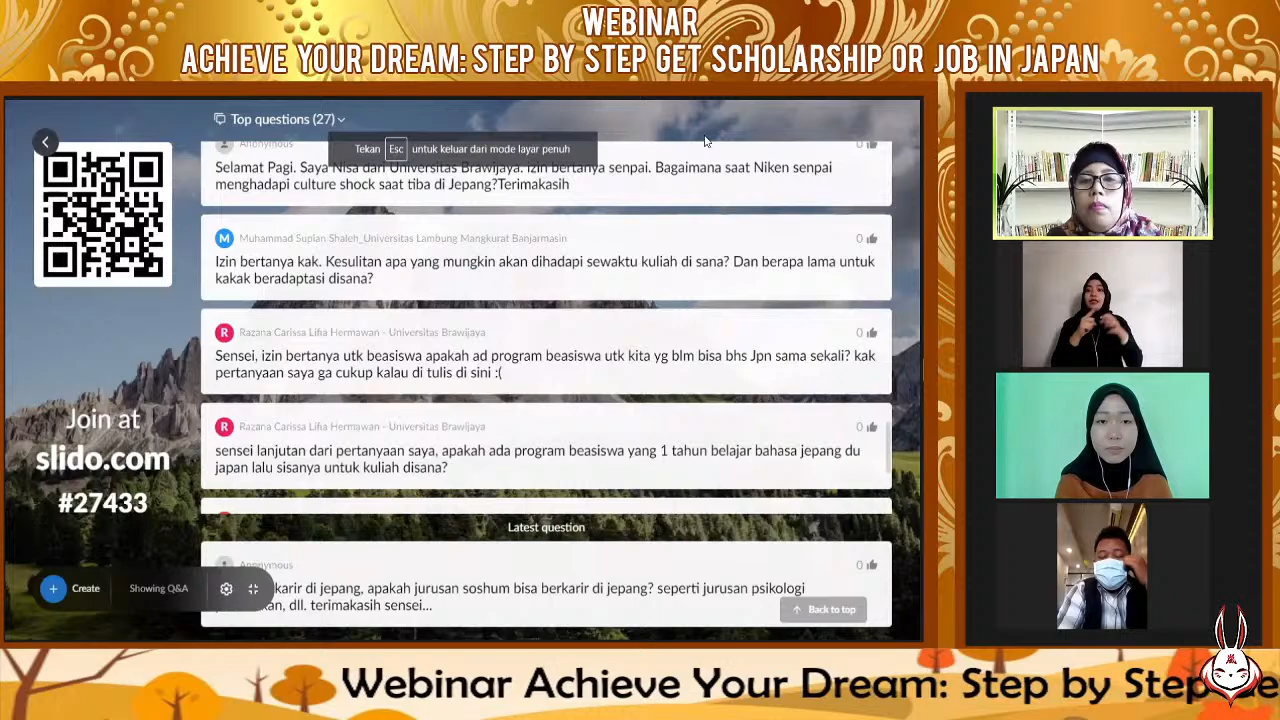 WEBINAR
ACHIEVE YOUR DREAM: STEP BY STEP GET SCHOLARSHIP OR JOB IN JAPAN
Top questions (27)
Tekan Esc untuk keluar dari mode layar penuh
Anonymous 0
Selamat Pagi. Saya Nisa dari Universitas Brawijaya. Izin bertanya senpai. Bagaimana saat Niken senpai
menghadapi culture shock saat tiba di Jepang?Terimakasih
M Muhammad Suplan Shaleh_Universitas Lambung Mangkurat Banjarmasin 0
Izin bertanya kak. Kesulitan apa yang mungkin akan dihadapi sewaktu kuliah di sana? Dan berapa lama untuk
kakak beradaptasi disana?
R Razana Carissa Lifia Hermawan - Universitas Brawijaya 0
Sensei, izin bertanya utk beasiswa apakah ad program beasiswa utk kita yg blm bisa bhs Jpn sama sekali? kak
pertanyaan saya ga cukup kalau di tulis di sini :(
R Razana Carissa Lifia Hermawan - Universitas Brawijaya 0
sensei lanjutan dari pertanyaan saya, apakah ada program beasiswa yang 1 tahun belajar bahasa jepang du
japan lalu sisanya untuk kuliah disana?
Latest question
Anonymous 0
karir di jepang, apakah jurusan soshum bisa berkarir di jepang? seperti jurusan psikologi
dll. terimakasih sensei...
Back to top
Join at
slido.com
#27433
Create Showing Q&A
Webinar Achieve Your Dream: Step by Step